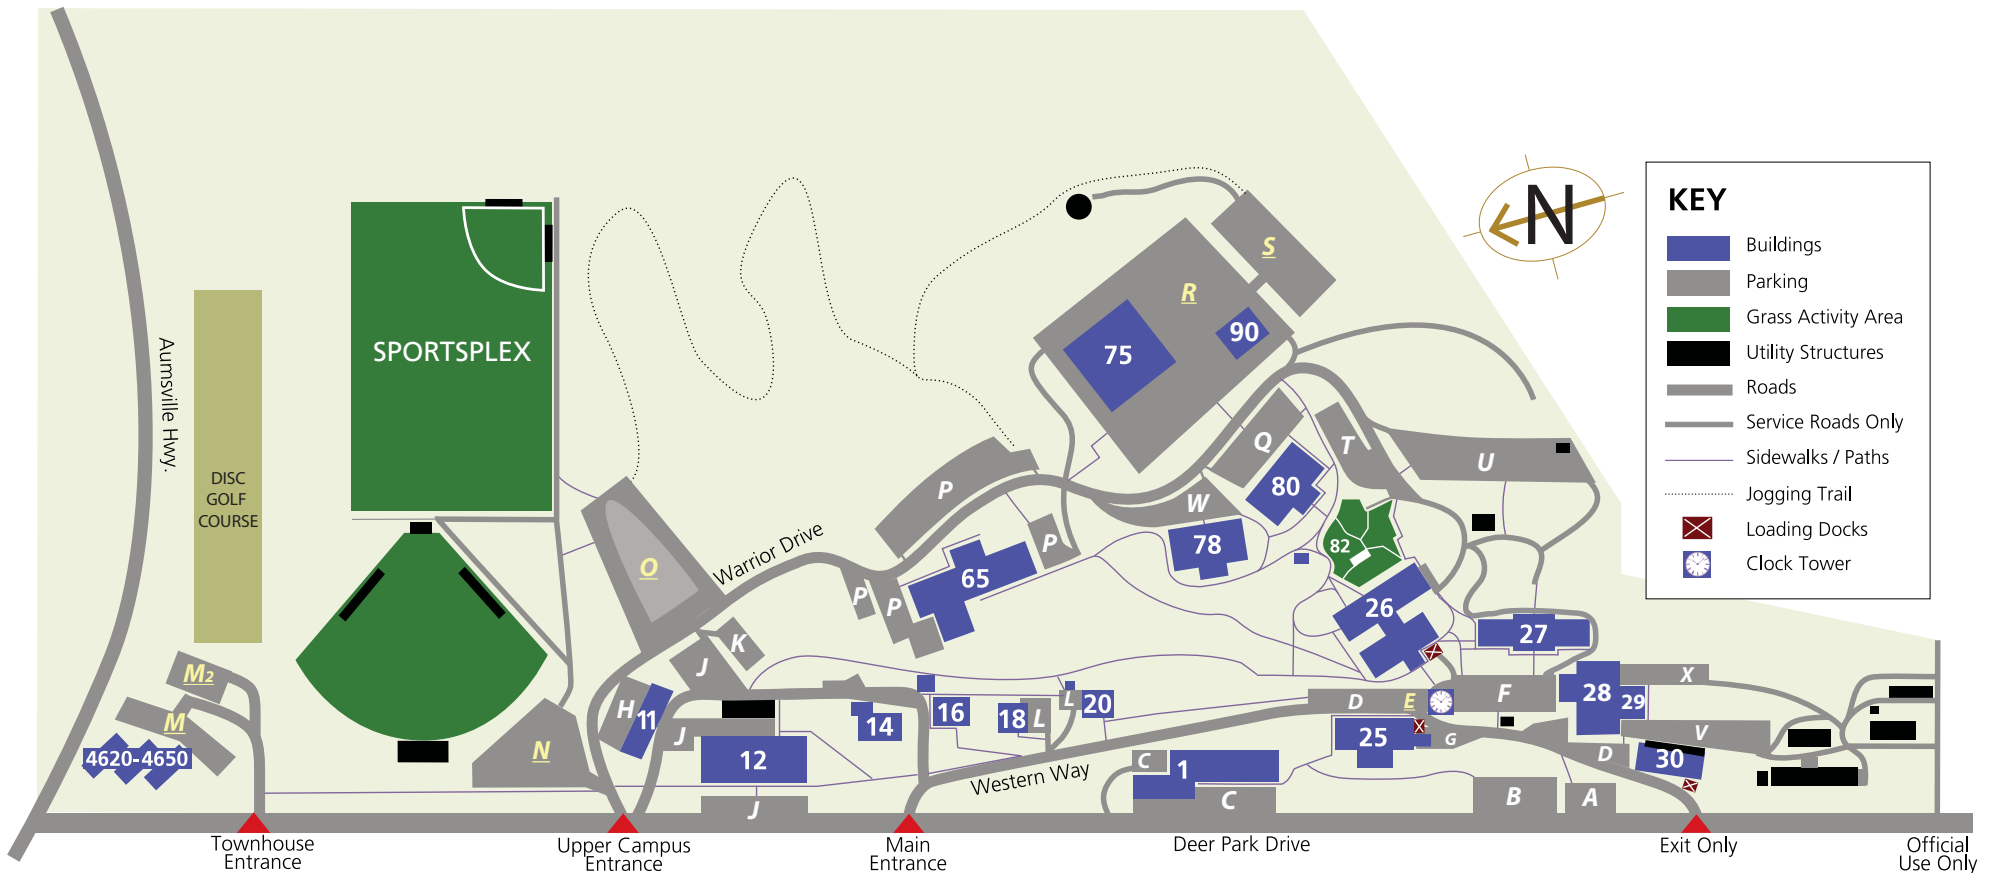 Aumsville Hwy.
DISC
GOLF
COURSE
SPORTSPLEX
N
KEY
Buildings
Parking
Grass Activity Area
Utility Structures
Roads
Service Roads Only
Sidewalks / Paths
Jogging Trail
Loading Docks
Clock Tower
S
R
75
90
Q
T
U
P
W
80
78
82
P
65
O
Warrior Drive
P
P
26
27
K
J
M2
M
4620-4650
H
11
J
N
12
J
14
16
18
L
L
20
D
E
F
28
29
X
V
25
G
D
30
Western Way
C
1
C
B
A
Townhouse
Entrance
Upper Campus
Entrance
Main
Entrance
Deer Park Drive
Exit Only
Official
Use Only